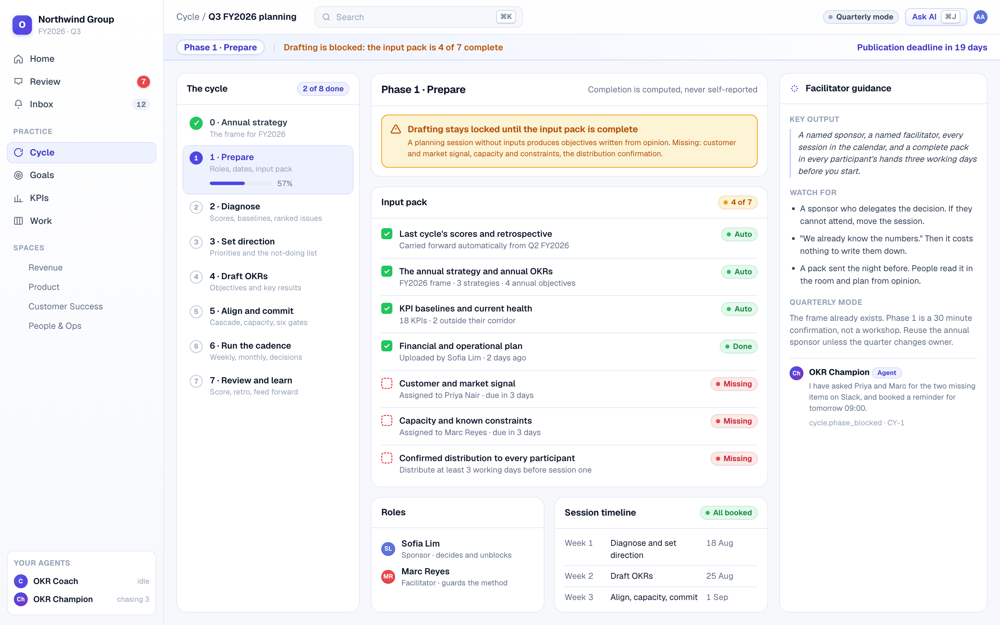 O
Northwind Group
FY2026 · Q3
Home
Review 7
Inbox 12
PRACTICE
Cycle
Goals
KPIs
Work
SPACES
Revenue
Product
Customer Success
People & Ops
YOUR AGENTS
C OKR Coach idle
Ch OKR Champion chasing 3
Cycle / Q3 FY2026 planning
Search ⌘K
Quarterly mode
Ask AI ⌘J
AA
Phase 1 · Prepare
Drafting is blocked: the input pack is 4 of 7 complete
Publication deadline in 19 days
The cycle 2 of 8 done
0 · Annual strategy
The frame for FY2026
1 1 · Prepare
Roles, dates, input pack
57%
2 2 · Diagnose
Scores, baselines, ranked issues
3 3 · Set direction
Priorities and the not-doing list
4 4 · Draft OKRs
Objectives and key results
5 5 · Align and commit
Cascade, capacity, six gates
6 6 · Run the cadence
Weekly, monthly, decisions
7 7 · Review and learn
Score, retro, feed forward
Phase 1 · Prepare Completion is computed, never self-reported
Drafting stays locked until the input pack is complete
A planning session without inputs produces objectives written from opinion. Missing: customer
and market signal, capacity and constraints, the distribution confirmation.
Input pack 4 of 7
Last cycle's scores and retrospective Auto
Carried forward automatically from Q2 FY2026
The annual strategy and annual OKRs Auto
FY2026 frame · 3 strategies · 4 annual objectives
KPI baselines and current health Auto
18 KPIs · 2 outside their corridor
Financial and operational plan Done
Uploaded by Sofia Lim · 2 days ago
Customer and market signal Missing
Assigned to Priya Nair · due in 3 days
Capacity and known constraints Missing
Assigned to Marc Reyes · due in 3 days
Confirmed distribution to every participant Missing
Distribute at least 3 working days before session one
Roles
SL Sofia Lim
Sponsor · decides and unblocks
MR Marc Reyes
Facilitator · guards the method
Session timeline All booked
Week 1 Diagnose and set 18 Aug
direction
Week 2 Draft OKRs 25 Aug
Week 3 Align, capacity, commit 1 Sep
Facilitator guidance
KEY OUTPUT
A named sponsor, a named facilitator, every
session in the calendar, and a complete pack
in every participant's hands three working days
before you start.
WATCH FOR
• A sponsor who delegates the decision. If they
cannot attend, move the session.
• "We already know the numbers." Then it costs
nothing to write them down.
• A pack sent the night before. People read it in
the room and plan from opinion.
QUARTERLY MODE
The frame already exists. Phase 1 is a 30 minute
confirmation, not a workshop. Reuse the annual
sponsor unless the quarter changes owner.
Ch OKR Champion Agent
I have asked Priya and Marc for the two missing
items on Slack, and booked a reminder for
tomorrow 09:00.
cycle.phase_blocked · CY-1